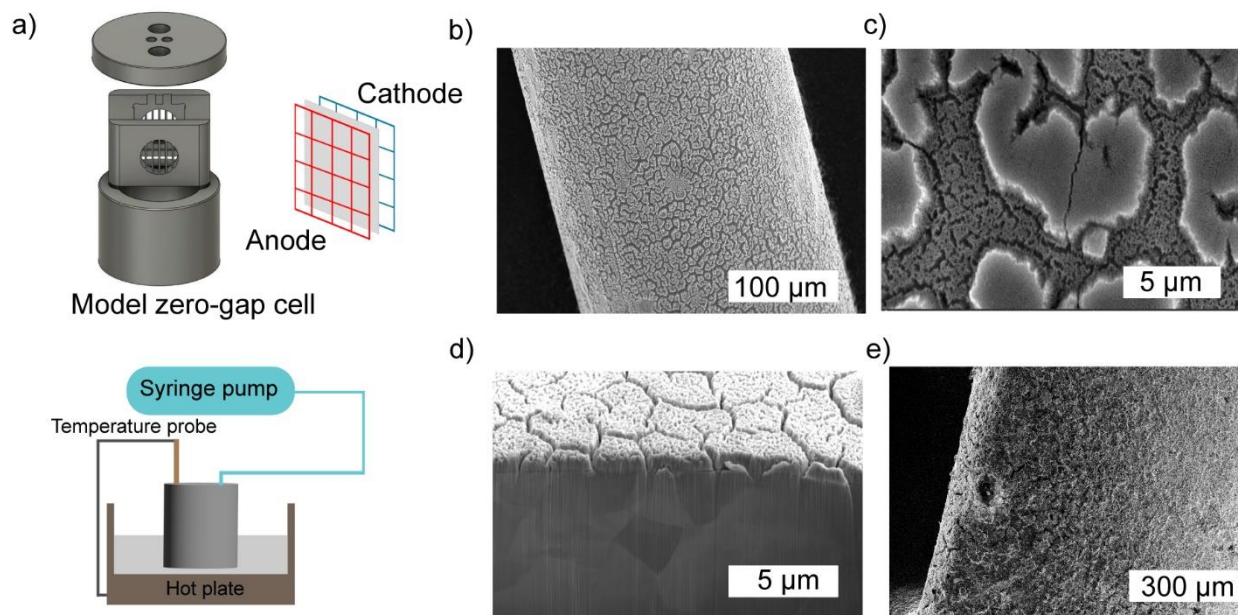 a)
Cathode
Anode
Model zero-gap cell
Syringe pump
Temperature probe
Hot plate
b)
100 µm
c)
5 µm
d)
5 µm
e)
300 µm